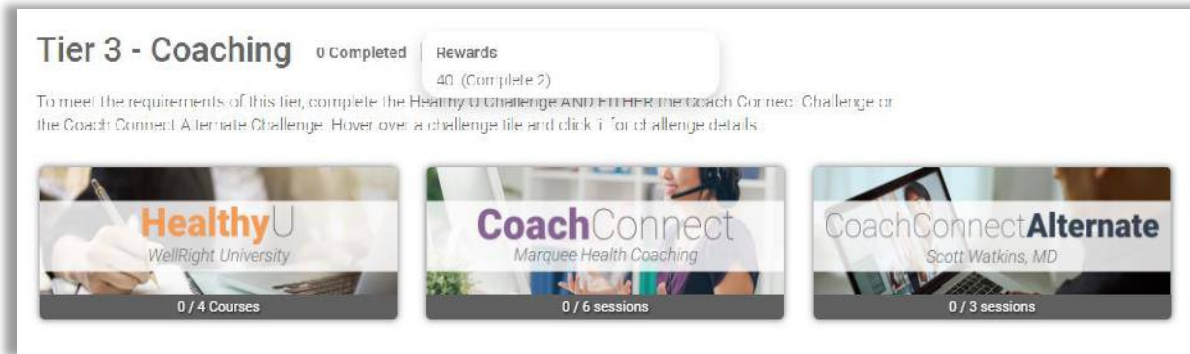 Tier 3 - Coaching 0 Completed | Rewards
40 (Complete 2)
To meet the requirements of this tier, complete the Healthy U Challenge AND EITHER the Coach Connect Challenge or
the Coach Connect Alternate Challenge. Hover over a challenge tile and click i for challenge details
HealthyU
WellRight University
0 / 4 Courses
CoachConnect
Marquee Health Coaching
0 / 6 sessions
CoachConnectAlternate
Scott Watkins, MD
0 / 3 sessions